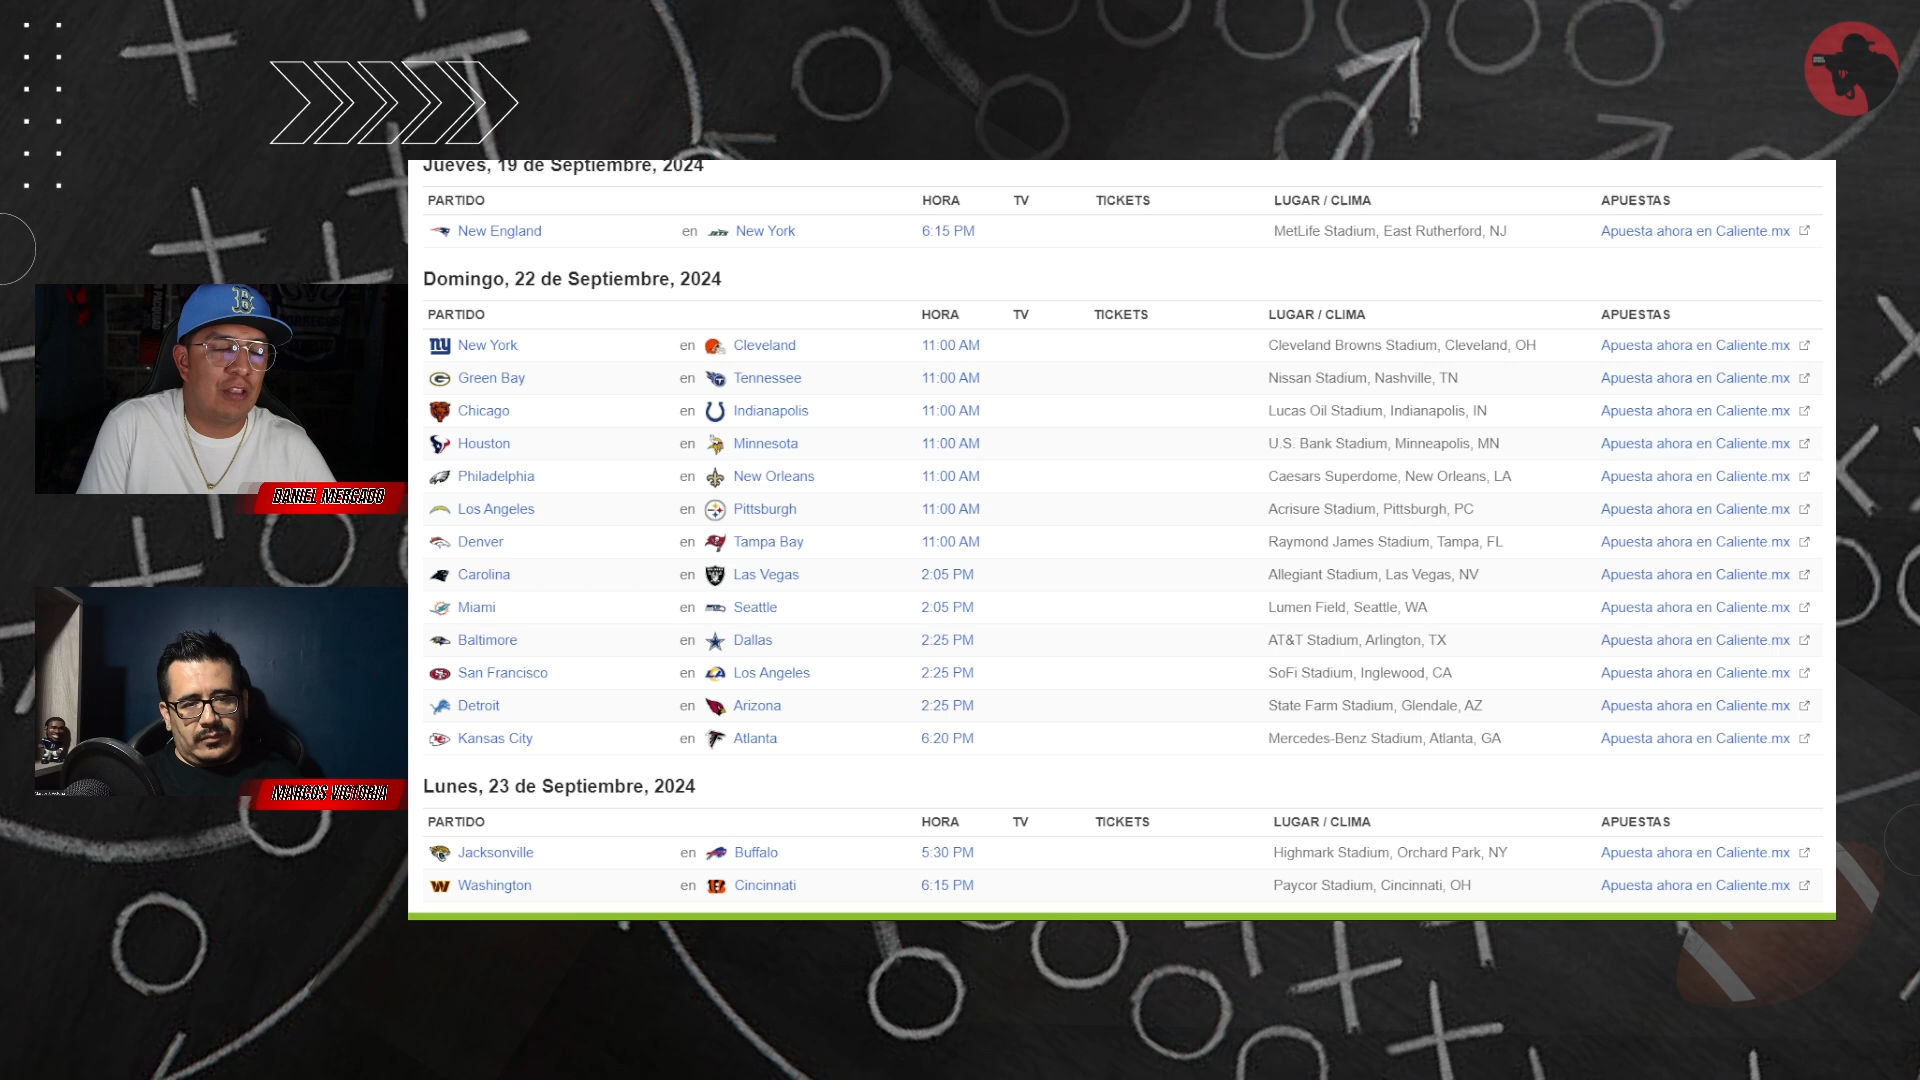 Jueves, 19 de Septiembre, 2024
PARTIDO HORA TV TICKETS LUGAR / CLIMA APUESTAS
New England en New York 6:15 PM MetLife Stadium, East Rutherford, NJ Apuesta ahora en Caliente.mx
Domingo, 22 de Septiembre, 2024
PARTIDO HORA TV TICKETS LUGAR / CLIMA APUESTAS
New York en Cleveland 11:00 AM Cleveland Browns Stadium, Cleveland, OH Apuesta ahora en Caliente.mx
Green Bay en Tennessee 11:00 AM Nissan Stadium, Nashville, TN Apuesta ahora en Caliente.mx
Chicago en Indianapolis 11:00 AM Lucas Oil Stadium, Indianapolis, IN Apuesta ahora en Caliente.mx
Houston en Minnesota 11:00 AM U.S. Bank Stadium, Minneapolis, MN Apuesta ahora en Caliente.mx
Philadelphia en New Orleans 11:00 AM Caesars Superdome, New Orleans, LA Apuesta ahora en Caliente.mx
Los Angeles en Pittsburgh 11:00 AM Acrisure Stadium, Pittsburgh, PC Apuesta ahora en Caliente.mx
Denver en Tampa Bay 11:00 AM Raymond James Stadium, Tampa, FL Apuesta ahora en Caliente.mx
Carolina en Las Vegas 2:05 PM Allegiant Stadium, Las Vegas, NV Apuesta ahora en Caliente.mx
Miami en Seattle 2:05 PM Lumen Field, Seattle, WA Apuesta ahora en Caliente.mx
Baltimore en Dallas 2:25 PM AT&T Stadium, Arlington, TX Apuesta ahora en Caliente.mx
San Francisco en Los Angeles 2:25 PM SoFi Stadium, Inglewood, CA Apuesta ahora en Caliente.mx
Detroit en Arizona 2:25 PM State Farm Stadium, Glendale, AZ Apuesta ahora en Caliente.mx
Kansas City en Atlanta 6:20 PM Mercedes-Benz Stadium, Atlanta, GA Apuesta ahora en Caliente.mx
Lunes, 23 de Septiembre, 2024
PARTIDO HORA TV TICKETS LUGAR / CLIMA APUESTAS
Jacksonville en Buffalo 5:30 PM Highmark Stadium, Orchard Park, NY Apuesta ahora en Caliente.mx
Washington en Cincinnati 6:15 PM Paycor Stadium, Cincinnati, OH Apuesta ahora en Caliente.mx
B
DANIEL MERCADO
MARCOS VICTORIA